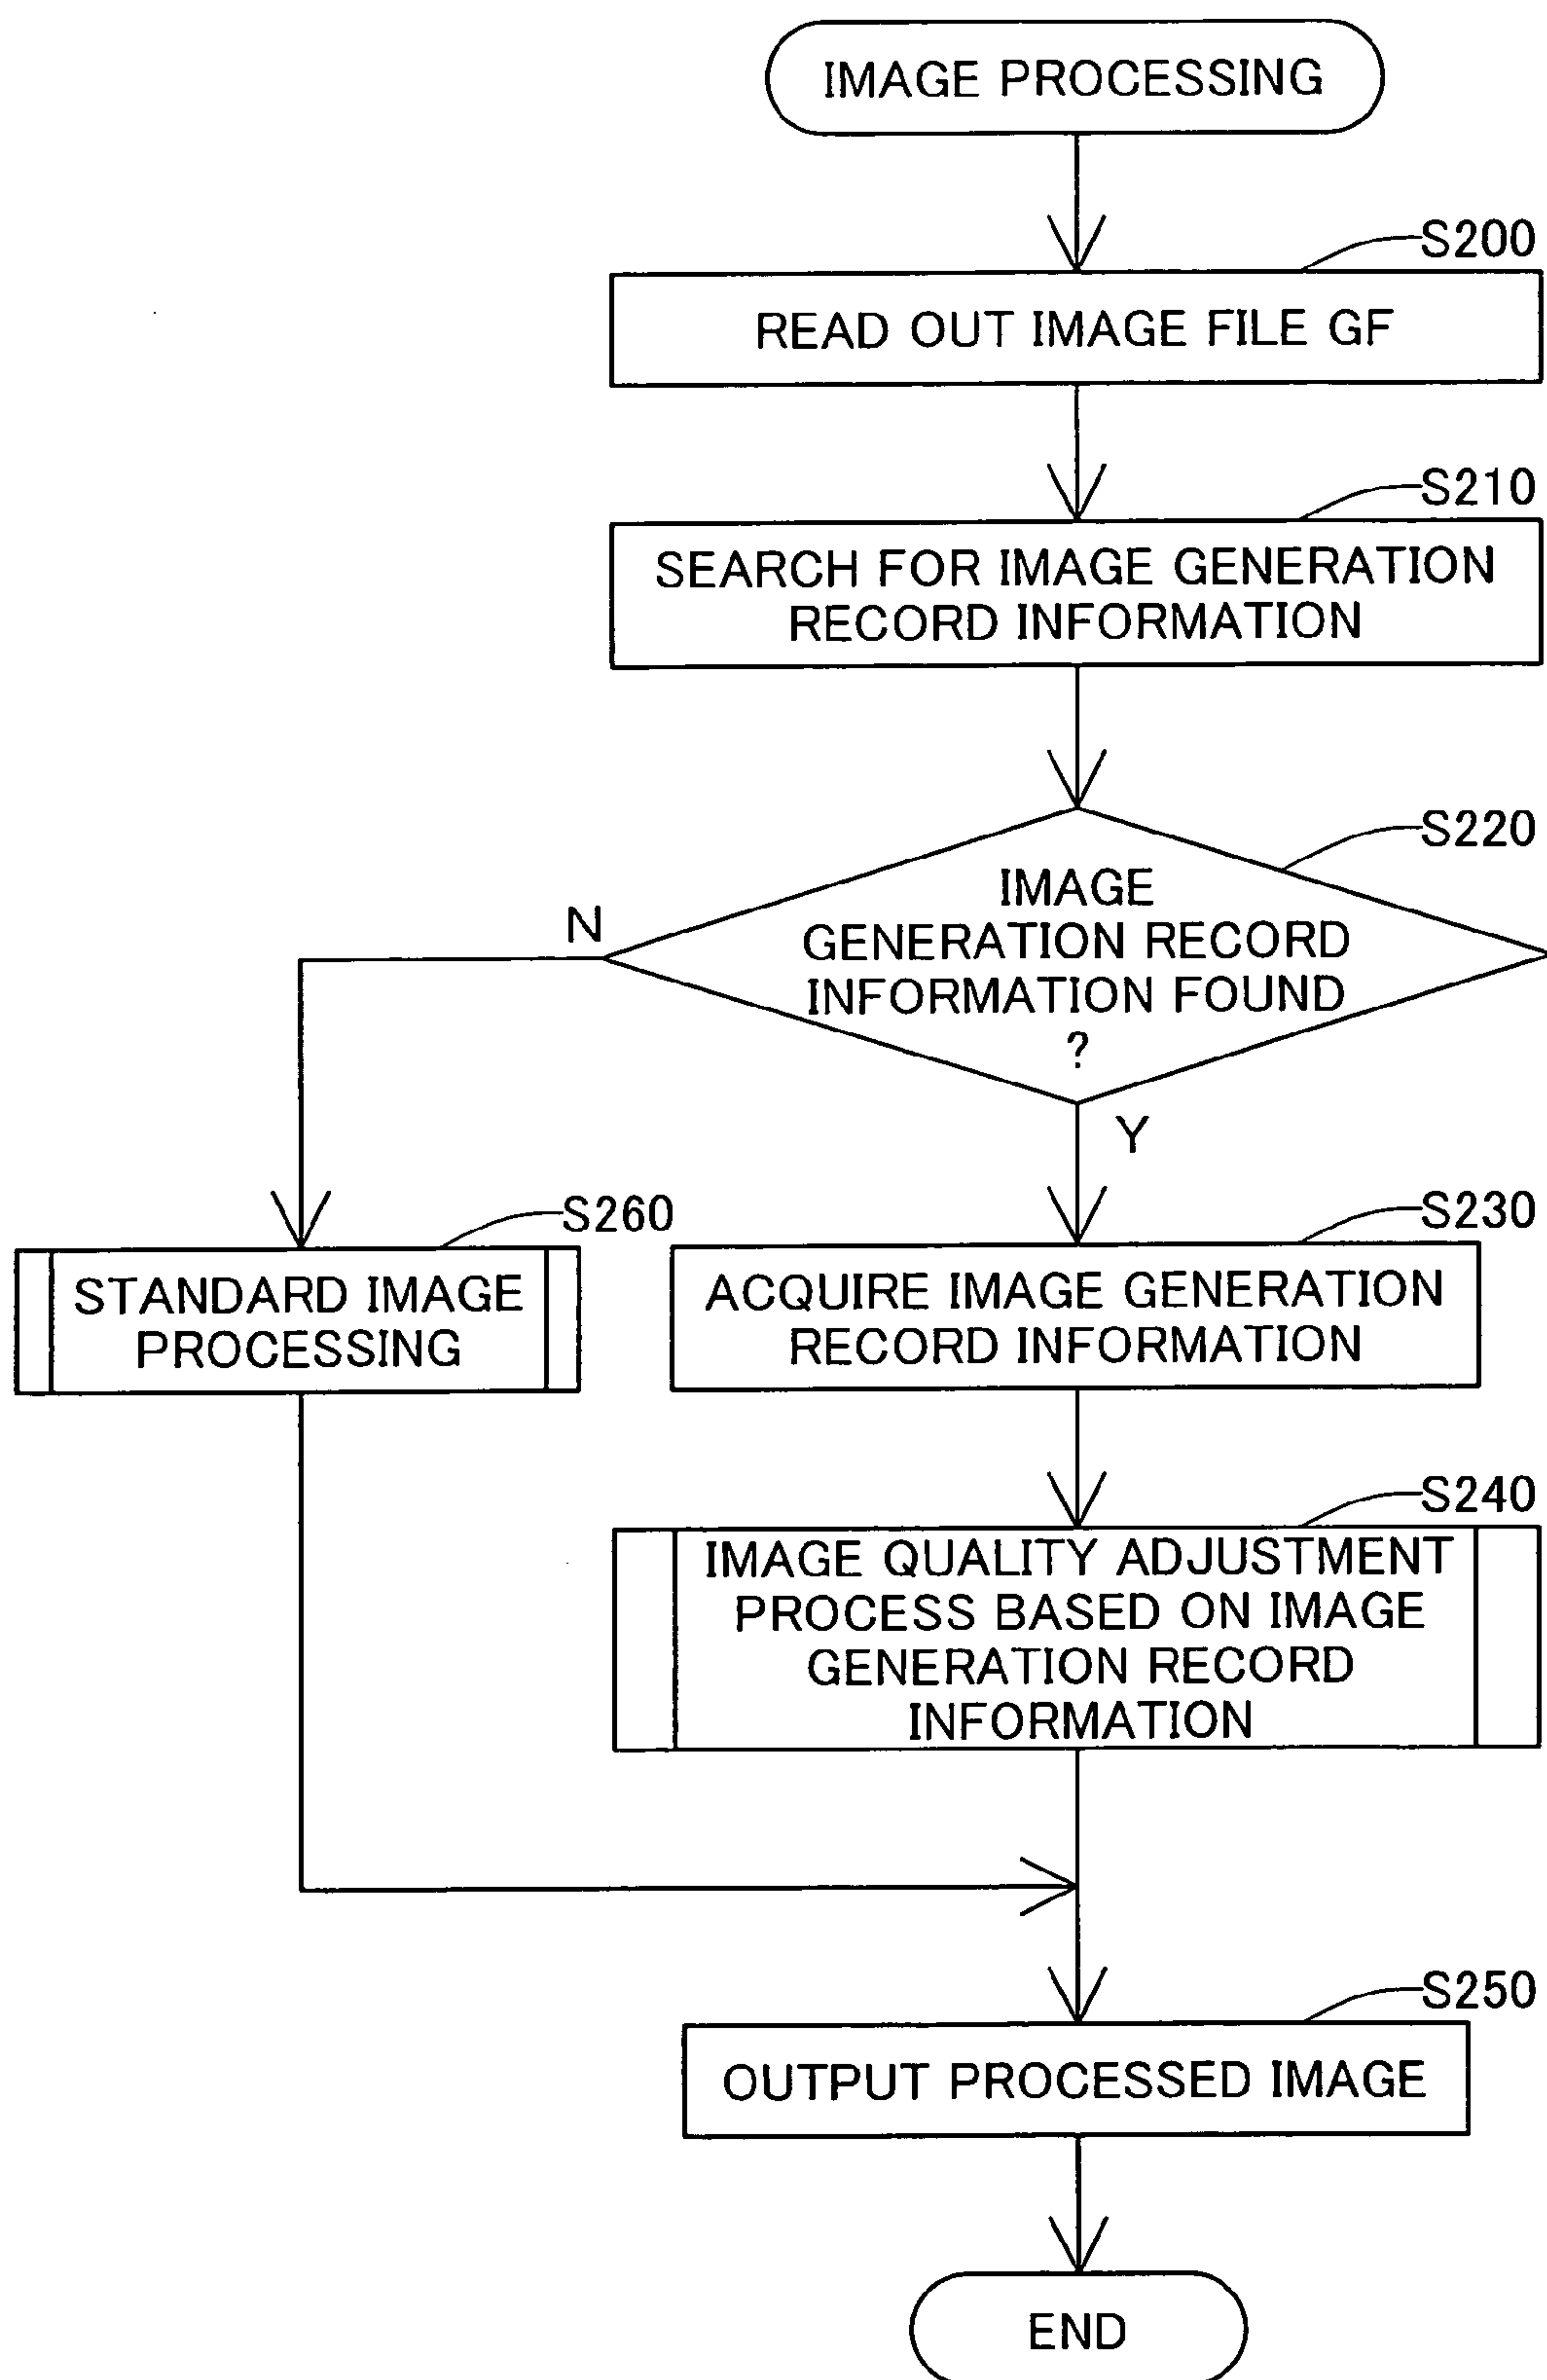 IMAGE PROCESSING
S200
READ OUT IMAGE FILE GF
S210
SEARCH FOR IMAGE GENERATION
RECORD INFORMATION
S220
IMAGE
GENERATION RECORD
INFORMATION FOUND
?
N
Y
S260
STANDARD IMAGE
PROCESSING
S230
ACQUIRE IMAGE GENERATION
RECORD INFORMATION
S240
IMAGE QUALITY ADJUSTMENT
PROCESS BASED ON IMAGE
GENERATION RECORD
INFORMATION
S250
OUTPUT PROCESSED IMAGE
END